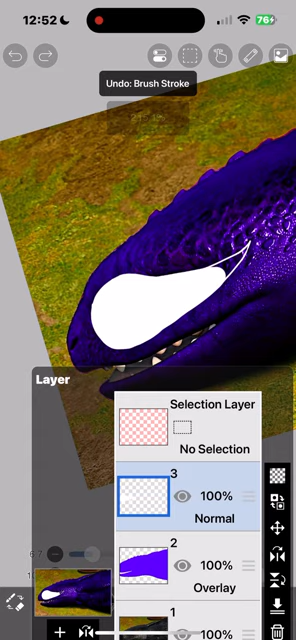 12:52
76
Undo: Brush Stroke
Layer
Selection Layer
No Selection
3
100%
Normal
2
100%
Overlay
1
100%